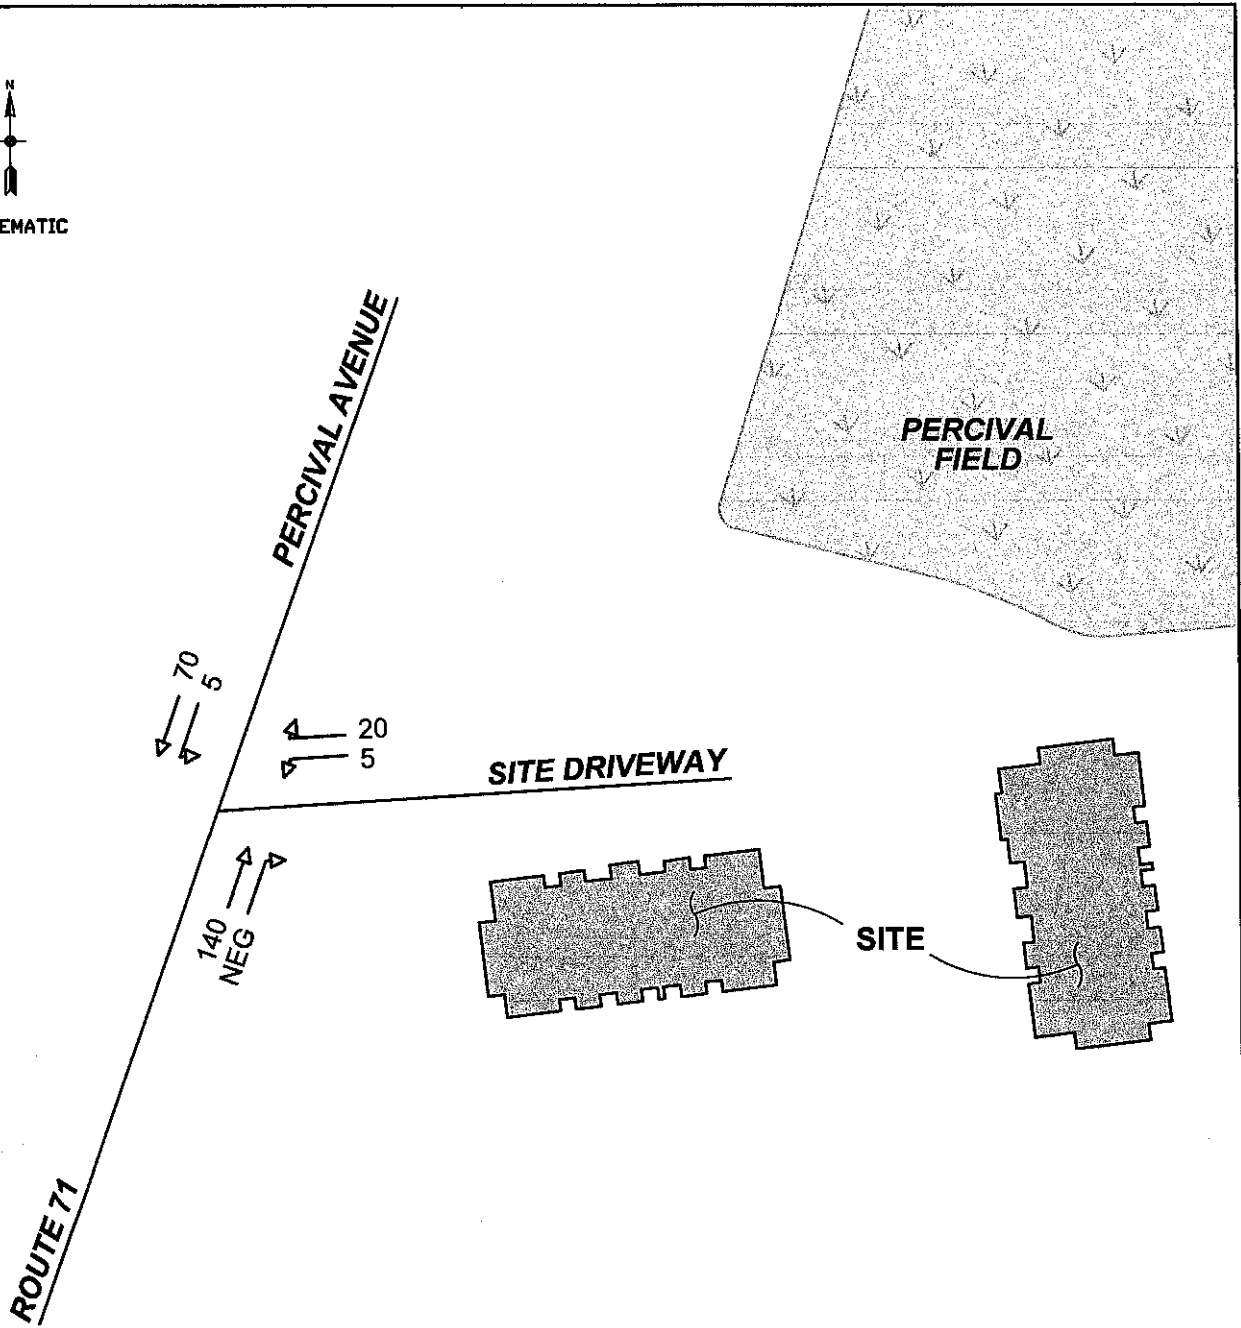 N
EMATIC
PERCIVAL AVENUE
PERCIVAL
FIELD
70
5
20
5
SITE DRIVEWAY
140
NEG
SITE
ROUTE 71